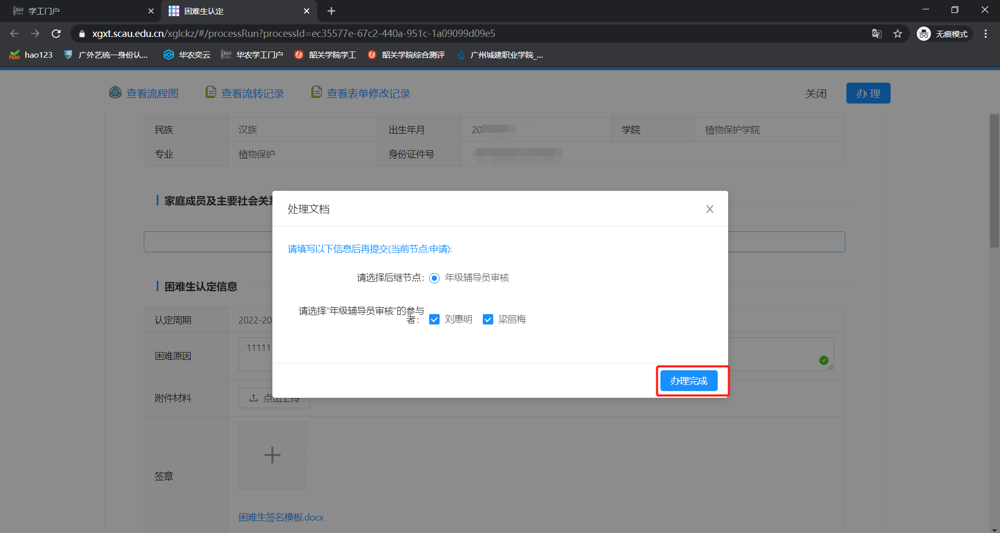 学工门户
困难生认定
xgxt.scau.edu.cn/xglckz/#/processRun?processId=ec35577e-67c2-440a-951c-1a09099d09e5
无痕模式
hao
hao123
广外艺统一身份认...
华农奕云
华农学工门户
韶关学院学工
韶关学院综合测评
广州城建职业学院_...
查看流程图
查看流转记录
查看表单修改记录
关闭
办 理
民族
汉族
出生年月
20
学院
植物保护学院
专业
植物保护
身份证件号
家庭成员及主要社会关系
处理文档
请填写以下信息后再提交(当前节点:申请):
请选择后继节点：
年级辅导员审核
请选择"年级辅导员审核"的参与
者：
刘惠明
梁丽梅
办理完成
困难生认定信息
认定周期
2022-20
困难原因
11111
附件材料
点击上传
签章
困难生签名模板.docx